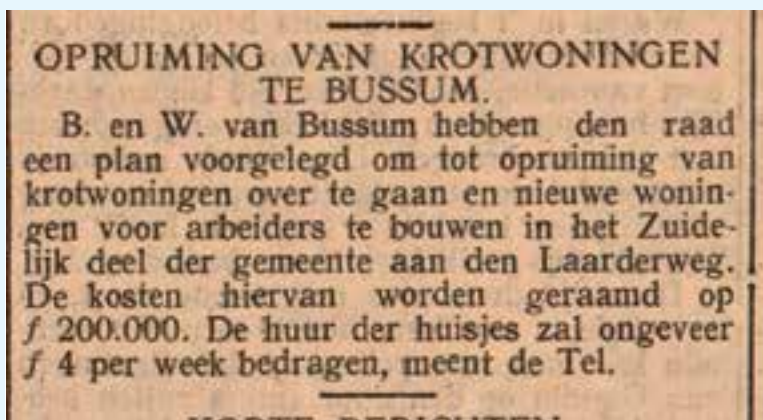 OPRUIMING VAN KROTWONINGEN
TE BUSSUM.
B. en W. van Bussum hebben den raad
een plan voorgelegd om tot opruiming van
krotwoningen over te gaan en nieuwe wonin-
gen voor arbeiders te bouwen in het Zuide-
lijk deel der gemeente aan den Laarderweg.
De kosten hiervan worden geraamd op
f 200.000. De huur der huisjes zal ongeveer
f 4 per week bedragen, meent de Tel.